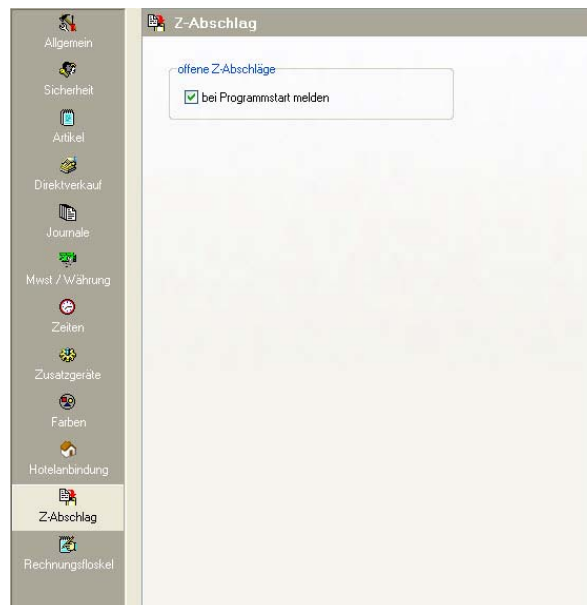 Allgemein
Sicherheit
Artikel
Direktverkauf
Journale
Mwst / Währung
Zeiten
Zusatzgeräte
Farben
Hotelanbindung
Z-Abschlag
Rechnungsfloskel
Z-Abschlag
offene Z-Abschläge
bei Programmstart melden